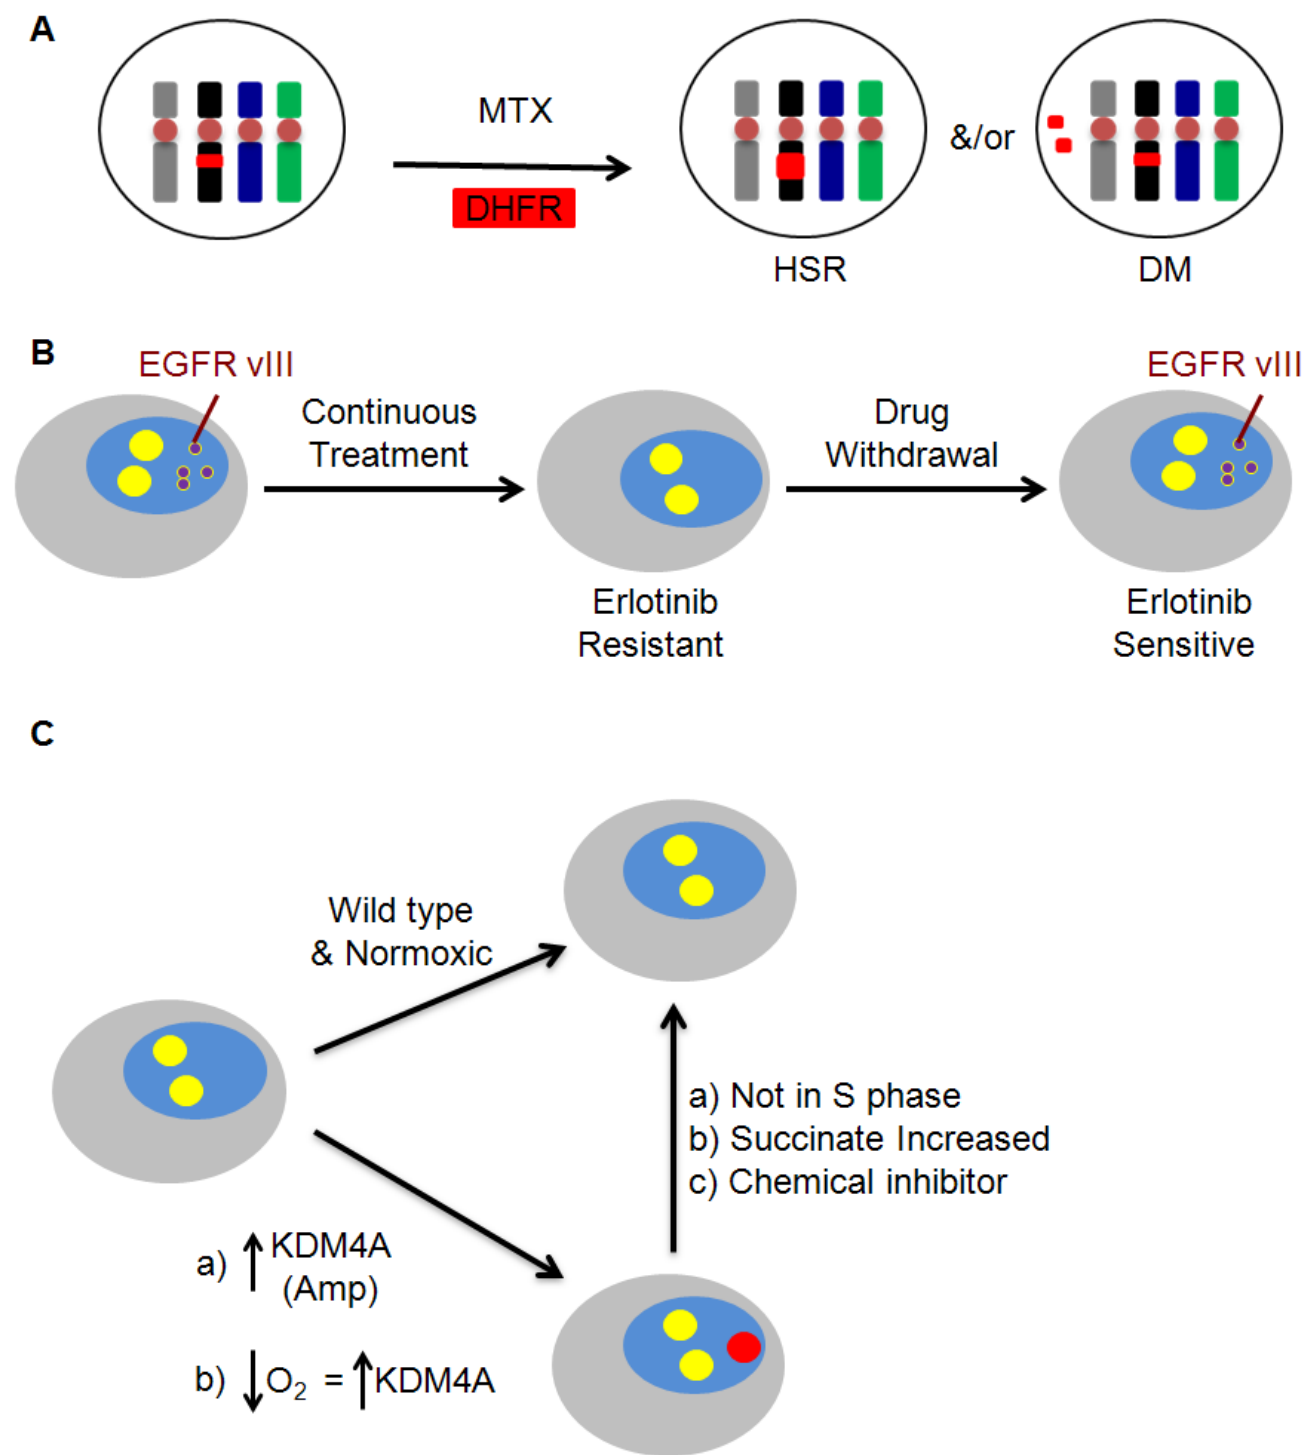 A
MTX
DHFR
&/or
HSR
DM
B
EGFR vIII
Continuous
Treatment
Drug
Withdrawal
EGFR vIII
Erlotinib
Resistant
Erlotinib
Sensitive
C
Wild type
& Normoxic
a) Not in S phase
b) Succinate Increased
c) Chemical inhibitor
a) ↑ KDM4A
(Amp)
b) ↓O₂ = ↑KDM4A